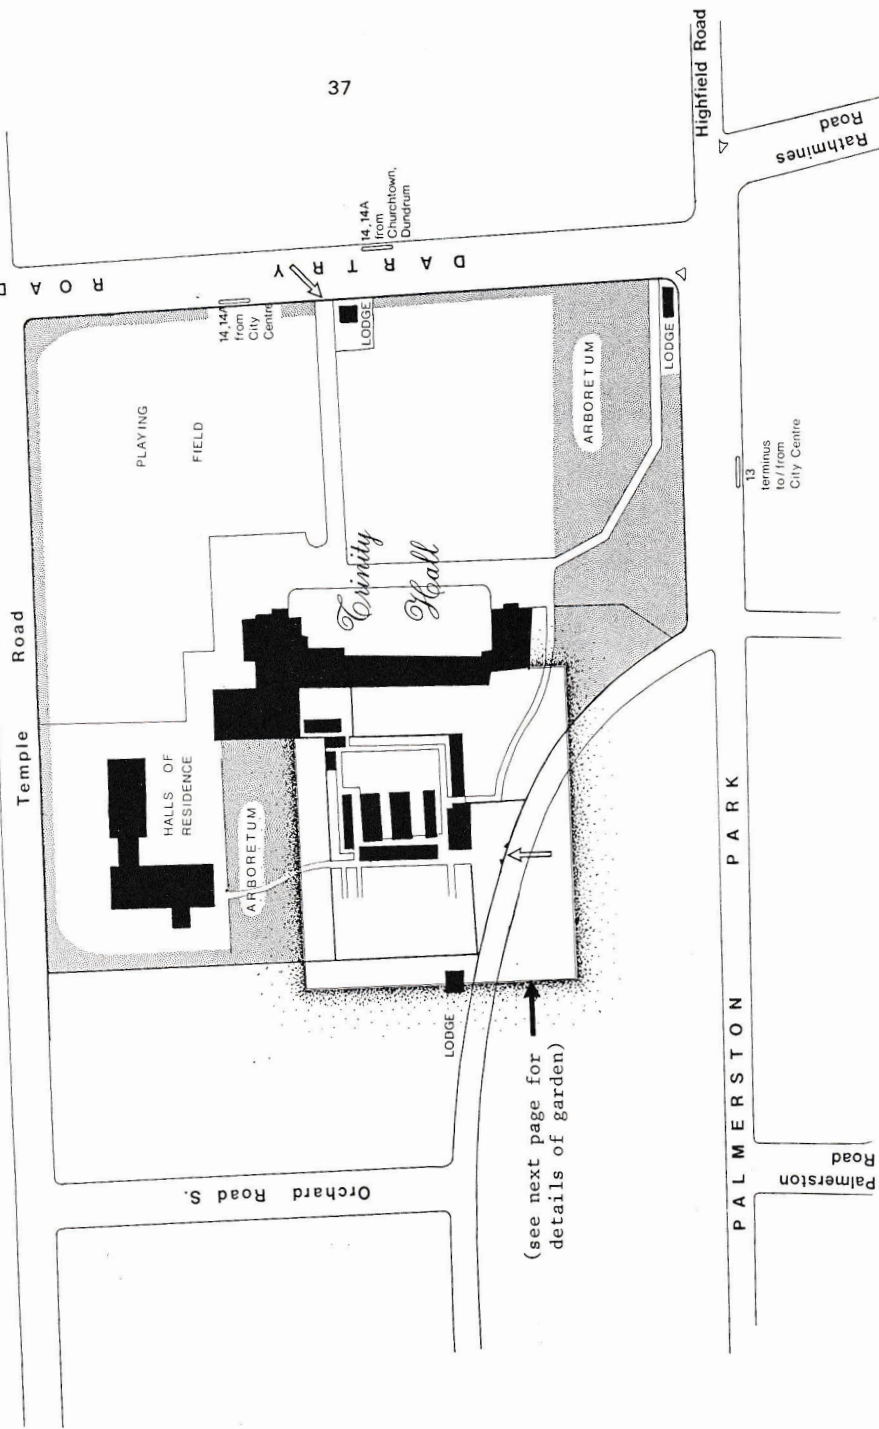 37
Temple Road
DARTRY ROAD
Highfield Road
Rathmines
Road
14,14A
from
Churchtown,
Dundrum
14,14A
from
City
Centre
LODGE
PLAYING
FIELD
ARBORETUM
LODGE
13
terminus
to/from
City Centre
Trinity
Hall
HALLS OF
RESIDENCE
ARBORETUM
LODGE
(see next page for
details of garden)
Orchard Road S.
PALMERSTON PARK
Palmerston
Road